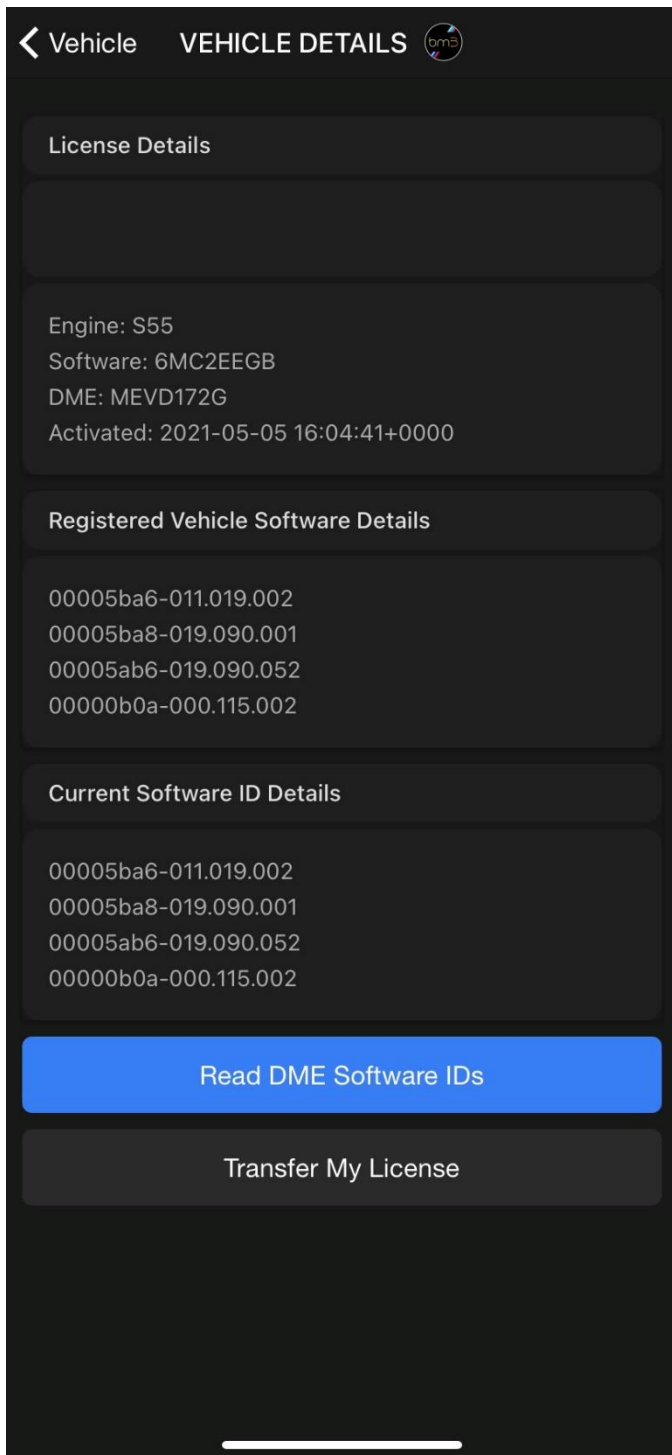 Vehicle VEHICLE DETAILS bm3
License Details
Engine: S55
Software: 6MC2EEGB
DME: MEVD172G
Activated: 2021-05-05 16:04:41+0000
Registered Vehicle Software Details
00005ba6-011.019.002
00005ba8-019.090.001
00005ab6-019.090.052
00000b0a-000.115.002
Current Software ID Details
00005ba6-011.019.002
00005ba8-019.090.001
00005ab6-019.090.052
00000b0a-000.115.002
Read DME Software IDs
Transfer My License